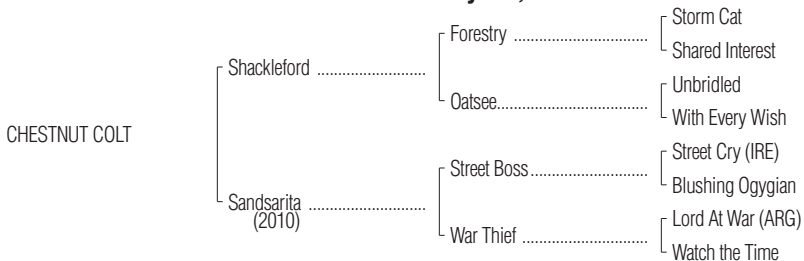 Storm Cat
Forestry ..........................
Shared Interest
Shackleford .........................
Unbridled
Oatsee............................
With Every Wish
CHESTNUT COLT
Street Cry (IRE)
Street Boss.......................
Blushing Ogygian
Sandsarita ..........................
(2010)
Lord At War (ARG)
War Thief .........................
Watch the Time